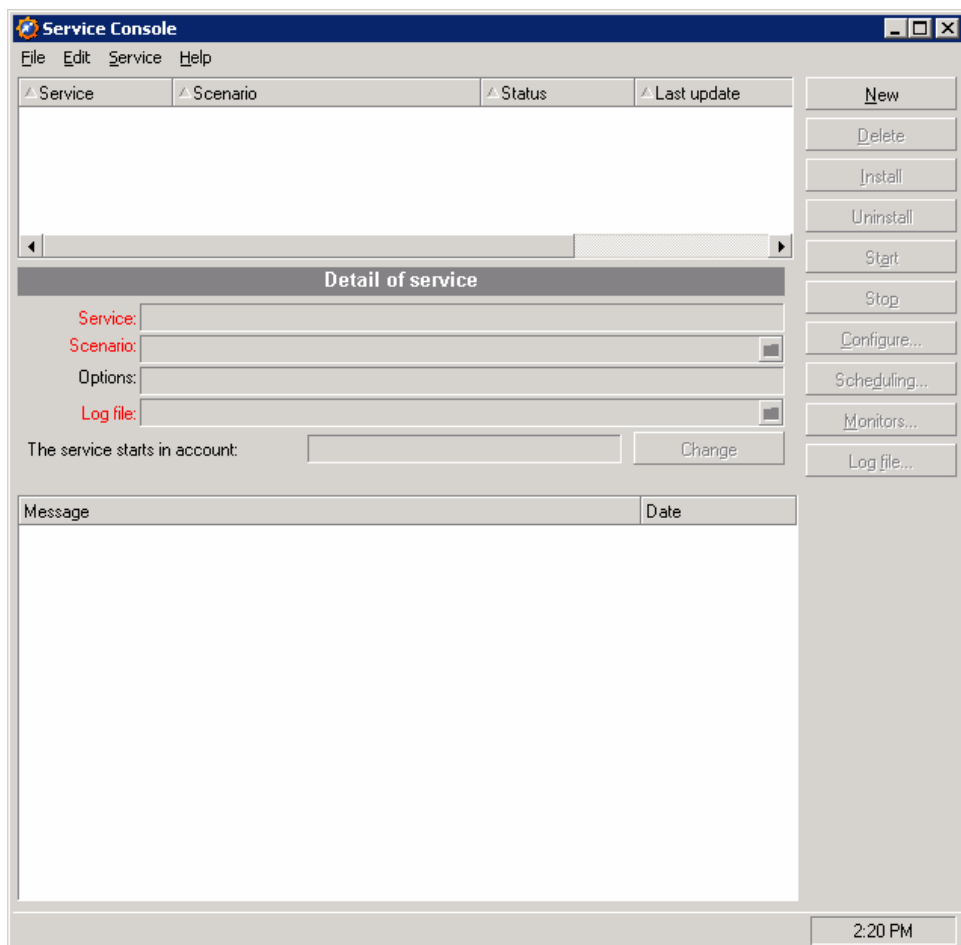 Service Console
File Edit Service Help
Service Scenario Status Last update
New
Delete
Install
Uninstall
Start
Stop
Configure...
Scheduling...
Monitors...
Log file...
Detail of service
Service:
Scenario:
Options:
Log file:
The service starts in account: Change
Message Date
2:20 PM